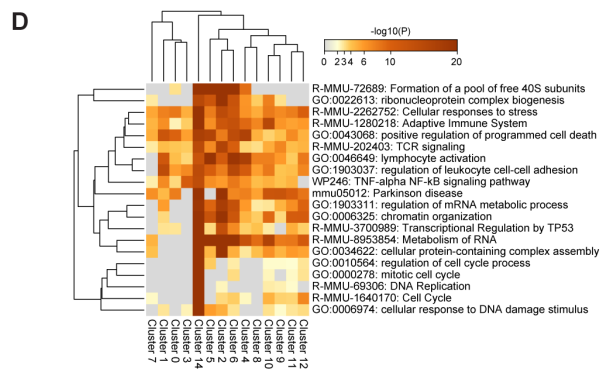 D
-log10(P)
0 2 3 4 6 10 20
R-MMU-72689: Formation of a pool of free 40S subunits
GO:0022613: ribonucleoprotein complex biogenesis
R-MMU-2262752: Cellular responses to stress
R-MMU-1280218: Adaptive Immune System
GO:0043068: positive regulation of programmed cell death
R-MMU-202403: TCR signaling
GO:0046649: lymphocyte activation
GO:1903037: regulation of leukocyte cell-cell adhesion
WP246: TNF-alpha NF-kB signaling pathway
mmu05012: Parkinson disease
GO:1903311: regulation of mRNA metabolic process
GO:0006325: chromatin organization
R-MMU-3700989: Transcriptional Regulation by TP53
R-MMU-8953854: Metabolism of RNA
GO:0034622: cellular protein-containing complex assembly
GO:0010564: regulation of cell cycle process
GO:0000278: mitotic cell cycle
R-MMU-69306: DNA Replication
R-MMU-1640170: Cell Cycle
GO:0006974: cellular response to DNA damage stimulus
Cluster 7
Cluster 1
Cluster 0
Cluster 3
Cluster 14
Cluster 5
Cluster 2
Cluster 6
Cluster 4
Cluster 8
Cluster 10
Cluster 9
Cluster 11
Cluster 12